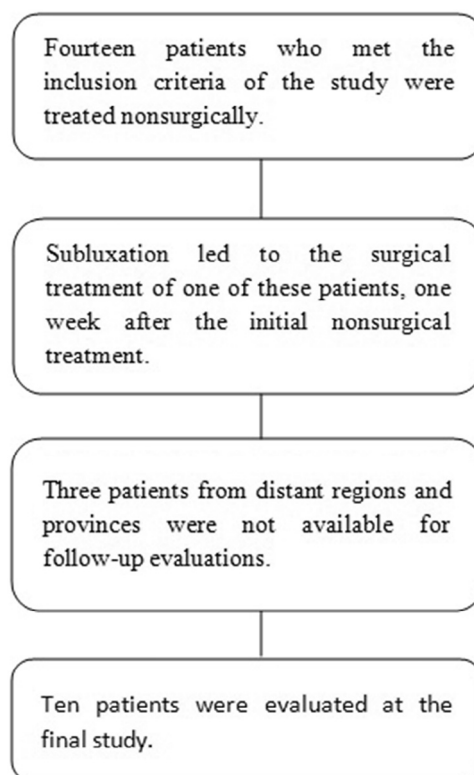 Fourteen patients who met the
inclusion criteria of the study were
treated nonsurgically.
Subluxation led to the surgical
treatment of one of these patients, one
week after the initial nonsurgical
treatment.
Three patients from distant regions and
provinces were not available for
follow-up evaluations.
Ten patients were evaluated at the
final study.